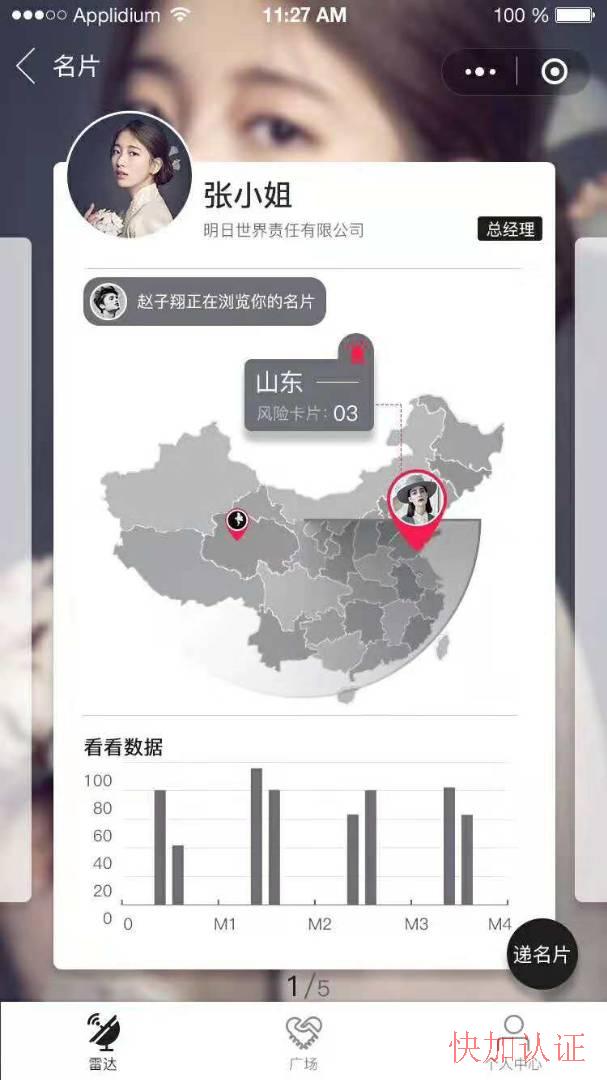 Applidium 11:27 AM 100 %
名片
张小姐
明日世界责任有限公司
总经理
赵子翔正在浏览你的名片
山东
风险卡片：03
看看数据
100
80
60
40
20
0
0 M1 M2 M3 M4
递名片
1/5
雷达 广场 个人中心
快加认证